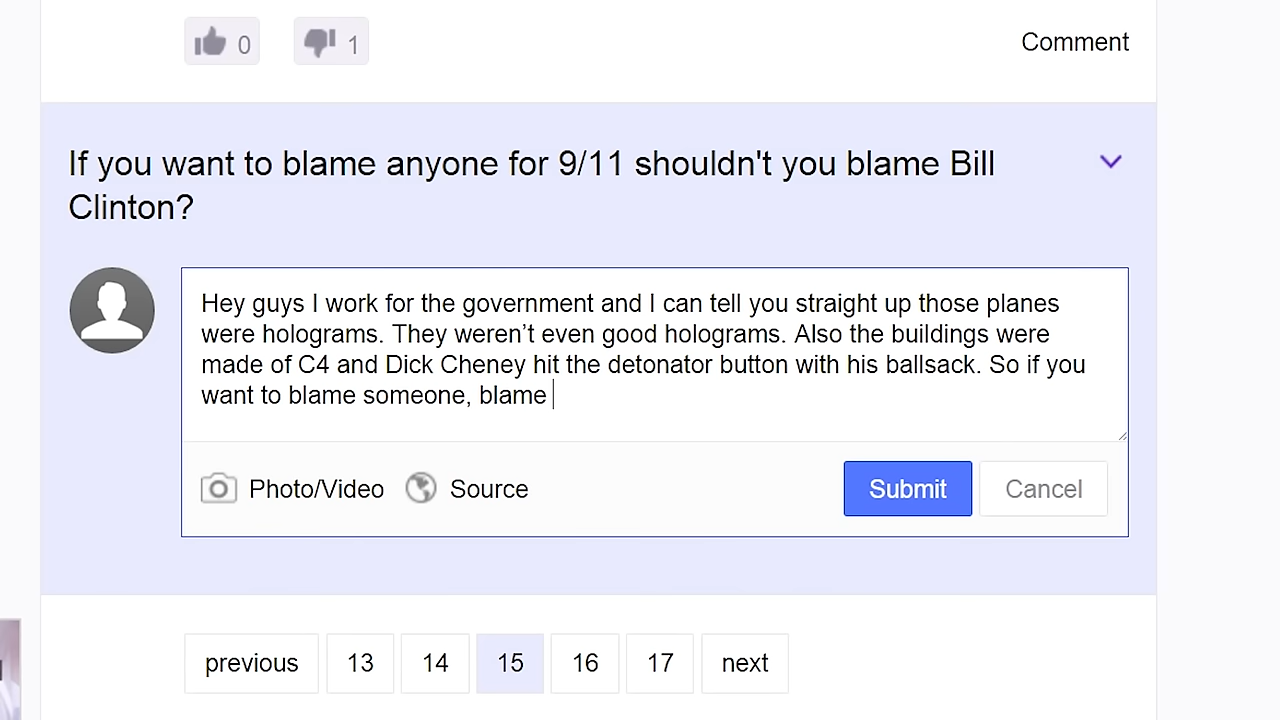 0
1
Comment
If you want to blame anyone for 9/11 shouldn't you blame Bill
Clinton?
Hey guys I work for the government and I can tell you straight up those planes
were holograms. They weren’t even good holograms. Also the buildings were
made of C4 and Dick Cheney hit the detonator button with his ballsack. So if you
want to blame someone, blame
Photo/Video
Source
Submit
Cancel
previous
13
14
15
16
17
next